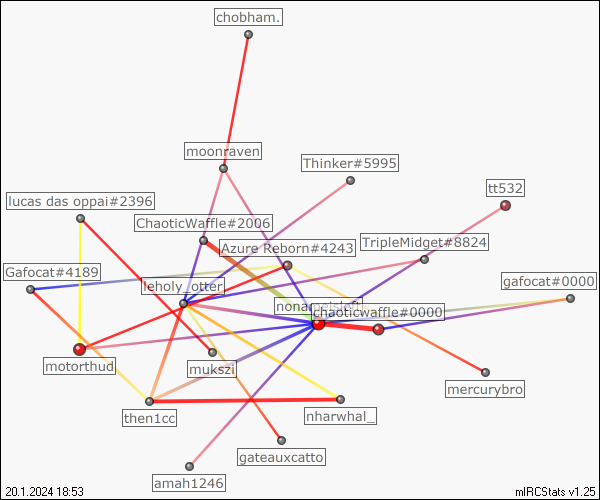 chobham.
moonraven
Thinker#5995
tt532
lucas das oppai#2396
ChaoticWaffle#2006
Azure Reborn#4243
TripleMidget#8824
Gafocat#4189
leholy_otter
gafocat#0000
chaoticwaffle#0000
motorthud
mukszi
mercurybro
then1cc
nharwhal_
gateauxcatto
amah1246
20.1.2024 18:53
mIRCStats v1.25